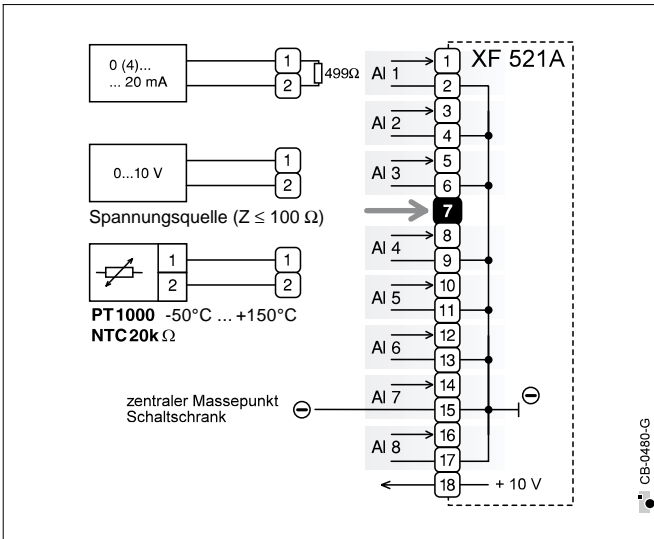 XF 521A
0 (4)...
... 20 mA
1
2
499Ω
0...10 V
1
2
Spannungsquelle (Z ≤ 100 Ω)
1
2
1
2
PT1000 -50°C ... +150°C
NTC20kΩ
zentraler Massepunkt
Schaltschrank
AI 1
1
2
AI 2
3
4
AI 3
5
6
7
AI 4
8
9
AI 5
10
11
AI 6
12
13
AI 7
14
15
AI 8
16
17
18
+ 10 V
CB-0480-G